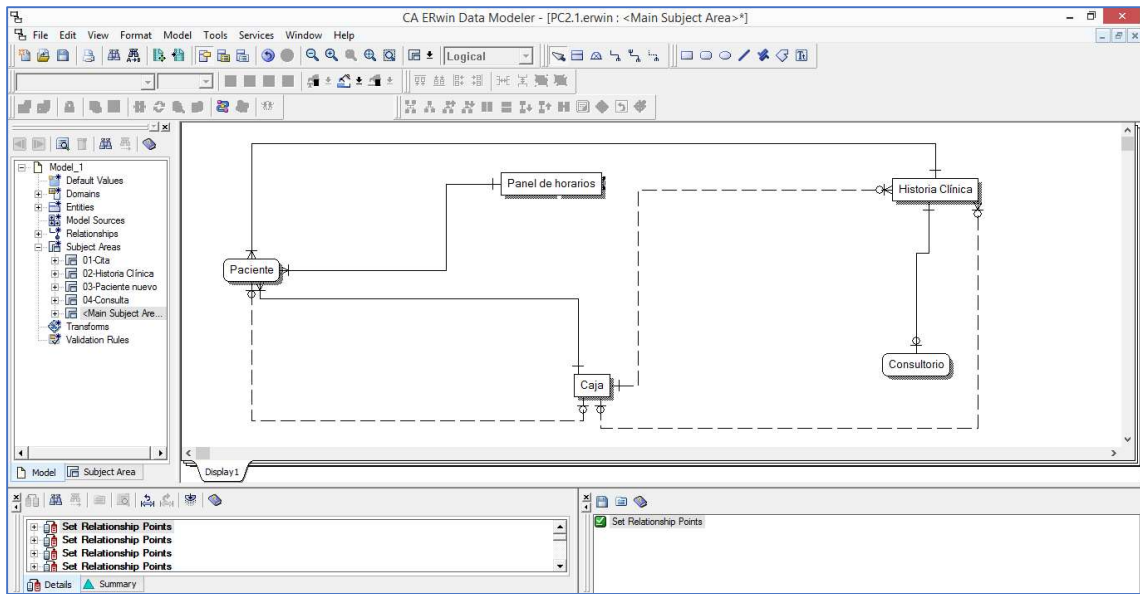 CA ERwin Data Modeler - [PC2.1.erwin : <Main Subject Area>*]
File Edit View Format Model Tools Services Window Help
Logical
Model_1
Default Values
Domains
Entities
Model Sources
Relationships
Subject Areas
01-Cita
02-Historia Clínica
03-Paciente nuevo
04-Consulta
<Main Subject Are...
Transforms
Validation Rules
Panel de horarios
Historia Clínica
Paciente
Consultorio
Caja
Model Subject Area
Display1
Set Relationship Points
Set Relationship Points
Set Relationship Points
Set Relationship Points
Details Summary
Set Relationship Points